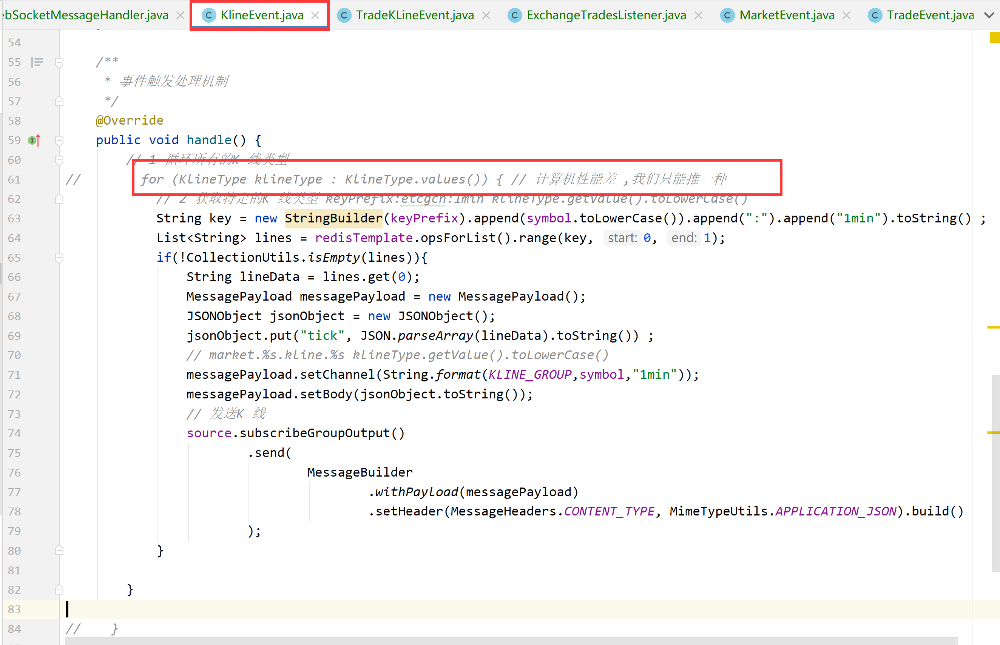 ebSocketMessageHandler.java KlineEvent.java TradeKLineEvent.java ExchangeTradesListener.java MarketEvent.java TradeEvent.java
54
55 /**
56 * 事件触发处理机制
57 */
58 @Override
59 public void handle() {
60 // 1 循环所有的K 线类型
61 // for (KlineType klineType : KlineType.values()) { // 计算机性能差 ,我们只能推一种
62 // 2 获取特定的K 线类型 keyPrefix:etcgcn:1min klineType.getValue().toLowerCase()
63 String key = new StringBuilder(keyPrefix).append(symbol.toLowerCase()).append(":").append("1min").toString() ;
64 List<String> lines = redisTemplate.opsForList().range(key, start: 0, end: 1);
65 if(!CollectionUtils.isEmpty(lines)){
66 String lineData = lines.get(0);
67 MessagePayload messagePayload = new MessagePayload();
68 JSONObject jsonObject = new JSONObject();
69 jsonObject.put("tick", JSON.parseArray(lineData).toString()) ;
70 // market.%s.kline.%s klineType.getValue().toLowerCase()
71 messagePayload.setChannel(String.format(KLINE_GROUP,symbol,"1min"));
72 messagePayload.setBody(jsonObject.toString());
73 // 发送K 线
74 source.subscribeGroupOutput()
75 .send(
76 MessageBuilder
77 .withPayload(messagePayload)
78 .setHeader(MessageHeaders.CONTENT_TYPE, MimeTypeUtils.APPLICATION_JSON).build()
79 );
80 }
81
82 }
83
84 // }